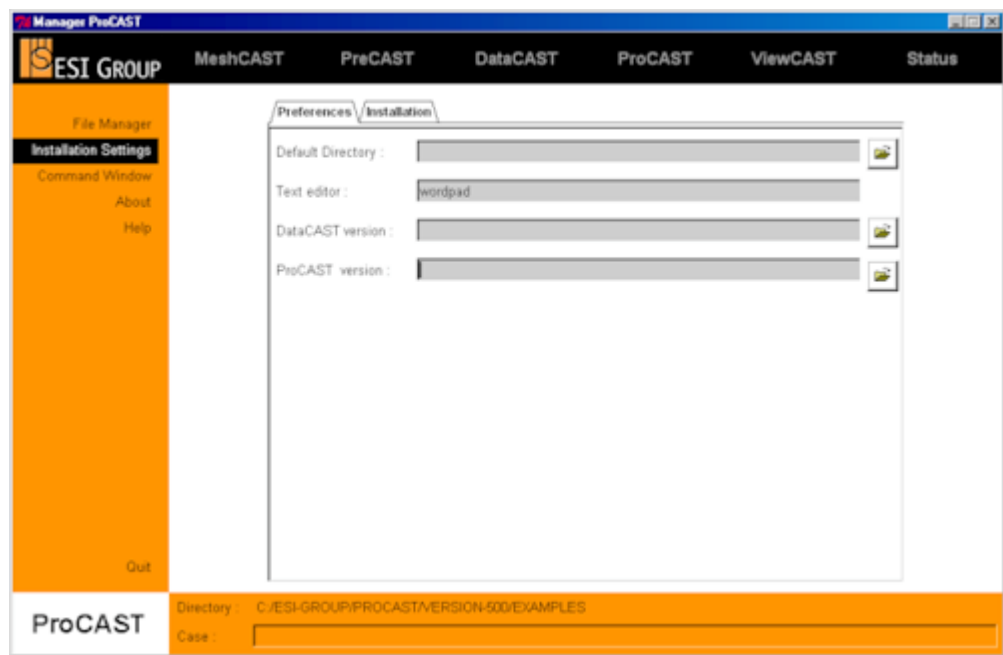 Manager ProCAST
ESI GROUP MeshCAST PreCAST DataCAST ProCAST ViewCAST Status
File Manager
Installation Settings
Command Window
About
Help
Quit
Preferences Installation
Default Directory :
Text editor : wordpad
DataCAST version :
ProCAST version :
ProCAST
Directory : C:/ESI-GROUP/PROCAST/VERSION-500/EXAMPLES
Case :